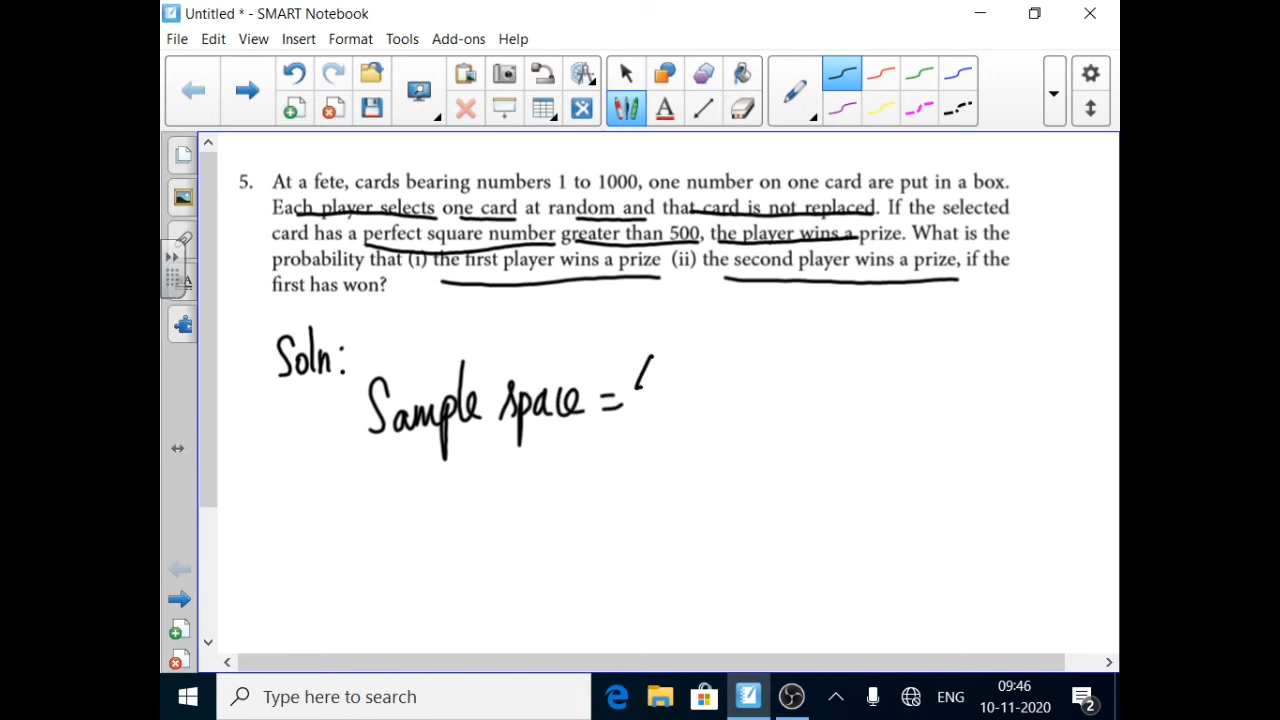 Untitled * - SMART Notebook
File Edit View Insert Format Tools Add-ons Help
5. At a fete, cards bearing numbers 1 to 1000, one number on one card are put in a box.
Each player selects one card at random and that card is not replaced. If the selected
card has a perfect square number greater than 500, the player wins a prize. What is the
probability that (i) the first player wins a prize (ii) the second player wins a prize, if the
first has won?
Soln:
Sample space = {
Type here to search
ENG
09:46
10-11-2020
2